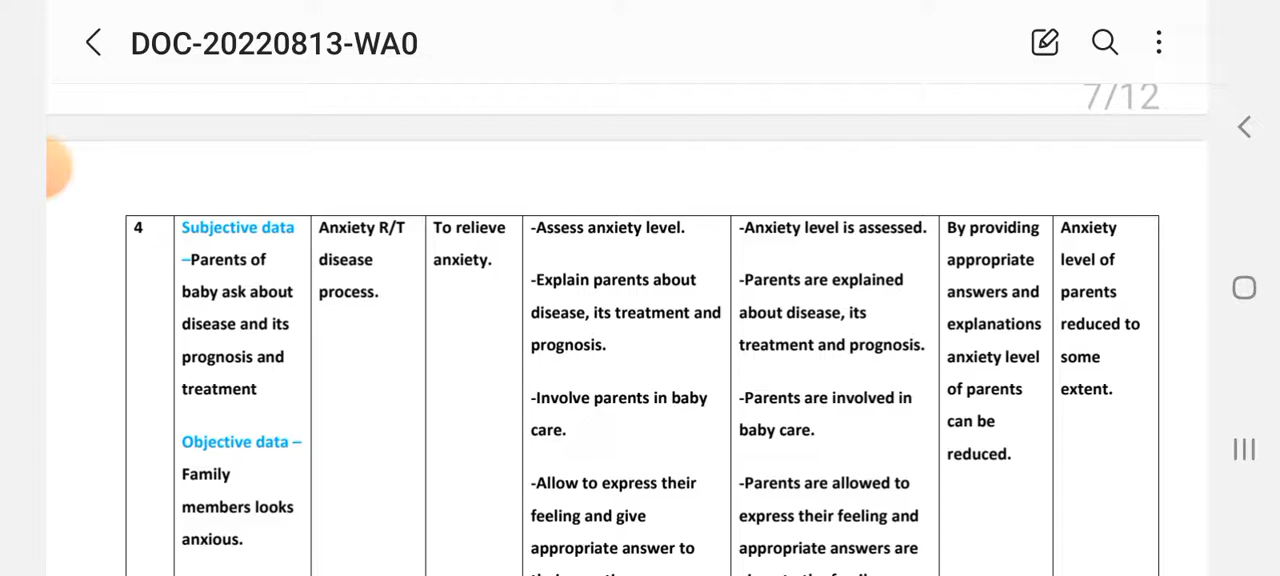 DOC-20220813-WA0
7/12
4
Subjective data
–Parents of
baby ask about
disease and its
prognosis and
treatment
Objective data –
Family
members looks
anxious.
Anxiety R/T
disease
process.
To relieve
anxiety.
-Assess anxiety level.
-Explain parents about
disease, its treatment and
prognosis.
-Involve parents in baby
care.
-Allow to express their
feeling and give
appropriate answer to
-Anxiety level is assessed.
-Parents are explained
about disease, its
treatment and prognosis.
-Parents are involved in
baby care.
-Parents are allowed to
express their feeling and
appropriate answers are
By providing
appropriate
answers and
explanations
anxiety level
of parents
can be
reduced.
Anxiety
level of
parents
reduced to
some
extent.